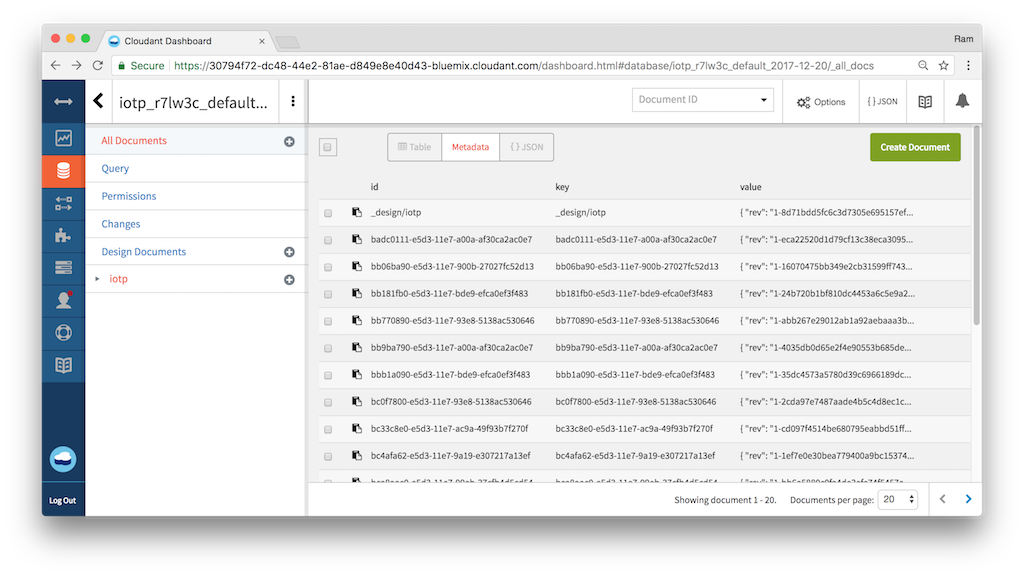 Cloudant Dashboard
Ram
Secure https://30794f72-dc48-44e2-81ae-d849e8e40d43-bluemix.cloudant.com/dashboard.html#database/iotp_r7lw3c_default_2017-12-20/_all_docs
iotp_r7lw3c_default...
Document ID
Options
{ } JSON
All Documents
Query
Permissions
Changes
Design Documents
iotp
Log Out
Table Metadata { } JSON
Create Document
id key value
_design/iotp _design/iotp { "rev": "1-8d71bdd5fc6c3d7305e695157ef...
badc0111-e5d3-11e7-a00a-af30ca2ac0e7 badc0111-e5d3-11e7-a00a-af30ca2ac0e7 { "rev": "1-eca22520d1d79cf13c38eca3095...
bb06ba90-e5d3-11e7-900b-27027fc52d13 bb06ba90-e5d3-11e7-900b-27027fc52d13 { "rev": "1-16070475bb349e2cb31599ff743...
bb181fb0-e5d3-11e7-bde9-efca0ef3f483 bb181fb0-e5d3-11e7-bde9-efca0ef3f483 { "rev": "1-24b720b1bf810dc4453a6c5e9a2...
bb770890-e5d3-11e7-93e8-5138ac530646 bb770890-e5d3-11e7-93e8-5138ac530646 { "rev": "1-abb267e29012ab1a92aebaaa3b...
bb9ba790-e5d3-11e7-a00a-af30ca2ac0e7 bb9ba790-e5d3-11e7-a00a-af30ca2ac0e7 { "rev": "1-4035db0d65e2f4e90553b685de...
bbb1a090-e5d3-11e7-bde9-efca0ef3f483 bbb1a090-e5d3-11e7-bde9-efca0ef3f483 { "rev": "1-35dc4573a5780d39c6966189dc...
bc0f7800-e5d3-11e7-93e8-5138ac530646 bc0f7800-e5d3-11e7-93e8-5138ac530646 { "rev": "1-2cda97e7487aade4b5c4d8ec1c...
bc33c8e0-e5d3-11e7-ac9a-49f93b7f270f bc33c8e0-e5d3-11e7-ac9a-49f93b7f270f { "rev": "1-cd097f4514be680795eabbd51ff...
bc4afa62-e5d3-11e7-9a19-e307217a13ef bc4afa62-e5d3-11e7-9a19-e307217a13ef { "rev": "1-1ef7e0e30bea779400a9bc15374...
Showing document 1 - 20. Documents per page: 20